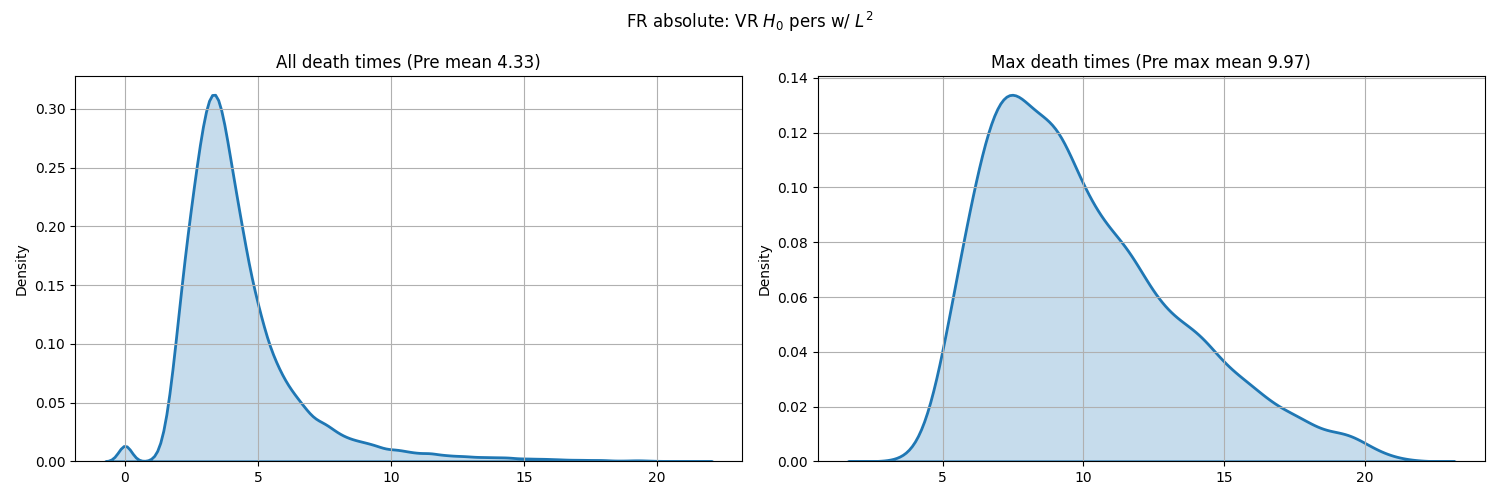 FR absolute: VR $H_0$ pers w/ $L^2$
All death times (Pre mean 4.33)
Density
0.30
0.25
0.20
0.15
0.10
0.05
0.00
0 5 10 15 20
Max death times (Pre max mean 9.97)
Density
0.14
0.12
0.10
0.08
0.06
0.04
0.02
0.00
5 10 15 20